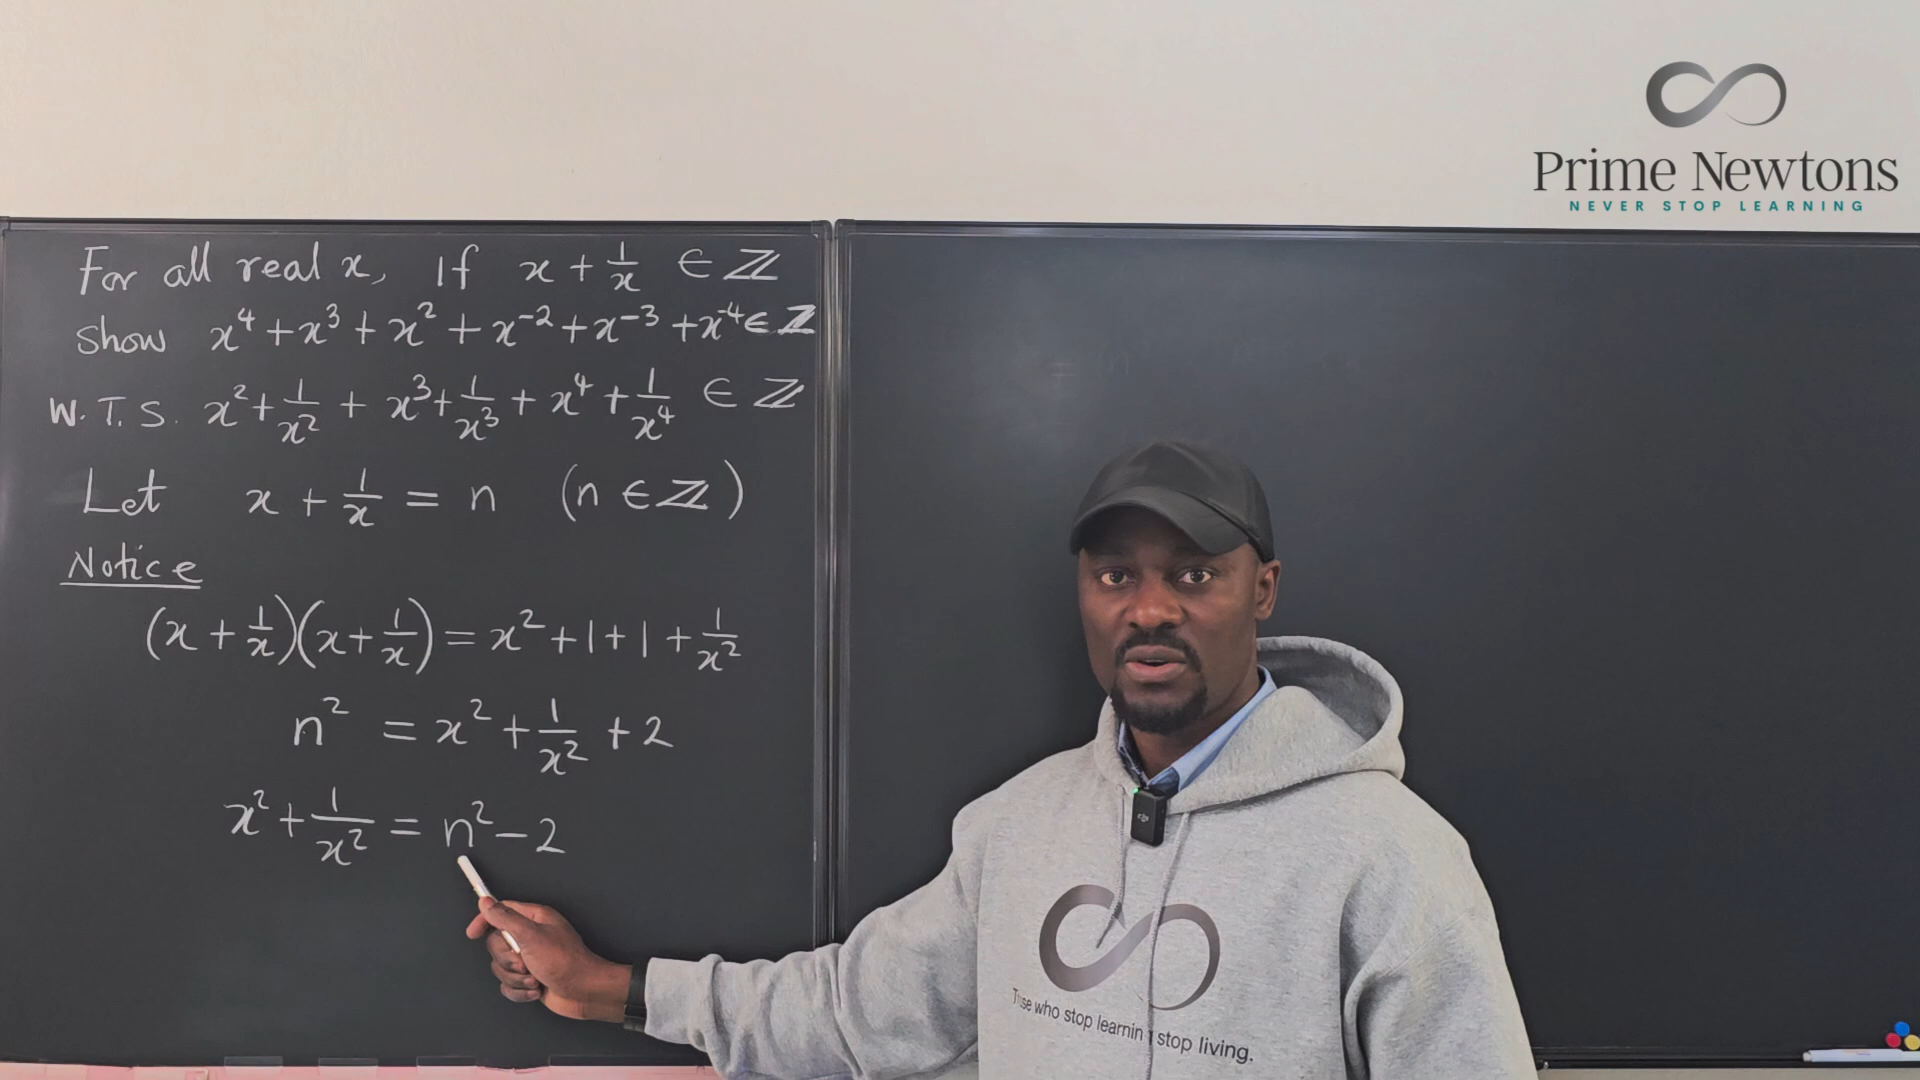 For all real x, If x + 1/x ∈ ℤ
show x⁴ + x³ + x² + x⁻² + x⁻³ + x⁻⁴ ∈ ℤ
W.T.S. x² + 1/x² + x³ + 1/x³ + x⁴ + 1/x⁴ ∈ ℤ
Let x + 1/x = n (n ∈ ℤ)
Notice
(x + 1/x)(x + 1/x) = x² + 1 + 1 + 1/x²
n² = x² + 1/x² + 2
x² + 1/x² = n² − 2
Prime Newtons
NEVER STOP LEARNING
who stop learnin stop living.